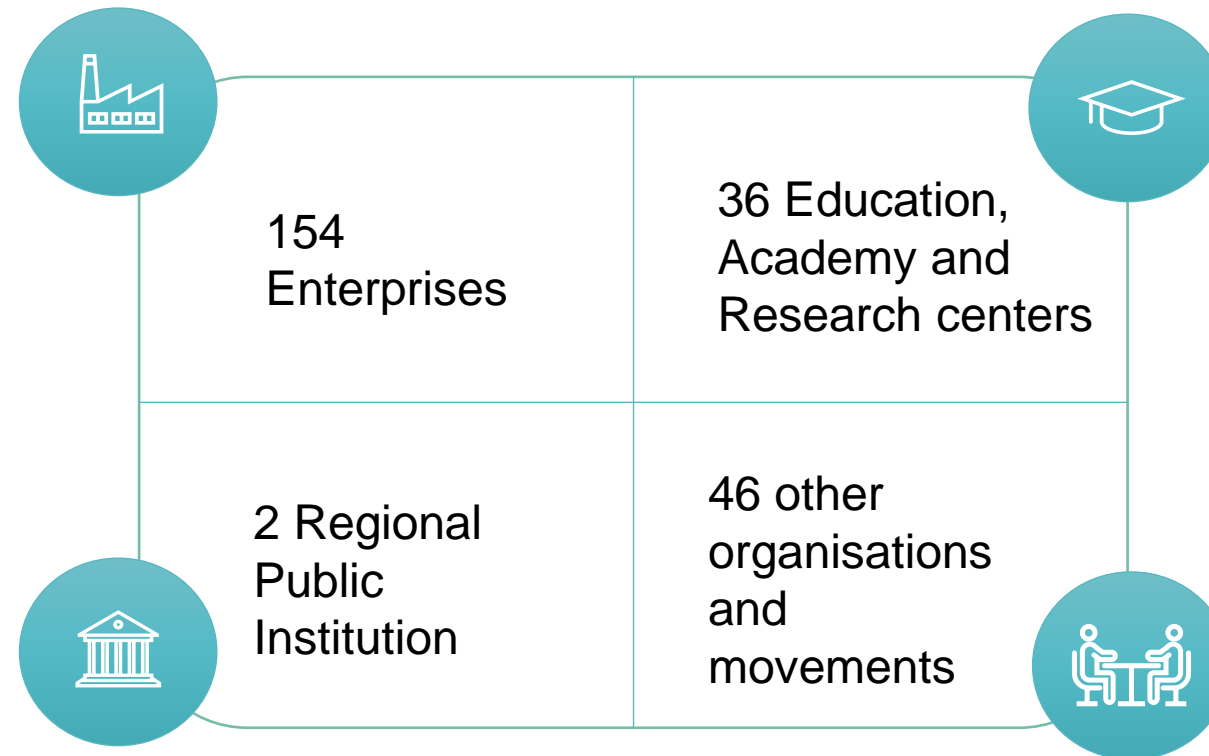 154
Enterprises
36 Education,
Academy and
Research centers
2 Regional
Public
Institution
46 other
organisations
and
movements